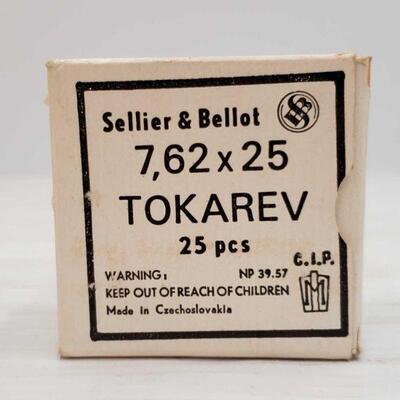 Sellier & Bellot SB
7,62 x 25
TOKAREV
25 pcs
C.I.P.
WARNING: NP 39.57
KEEP OUT OF REACH OF CHILDREN
Made in Czechoslovakia